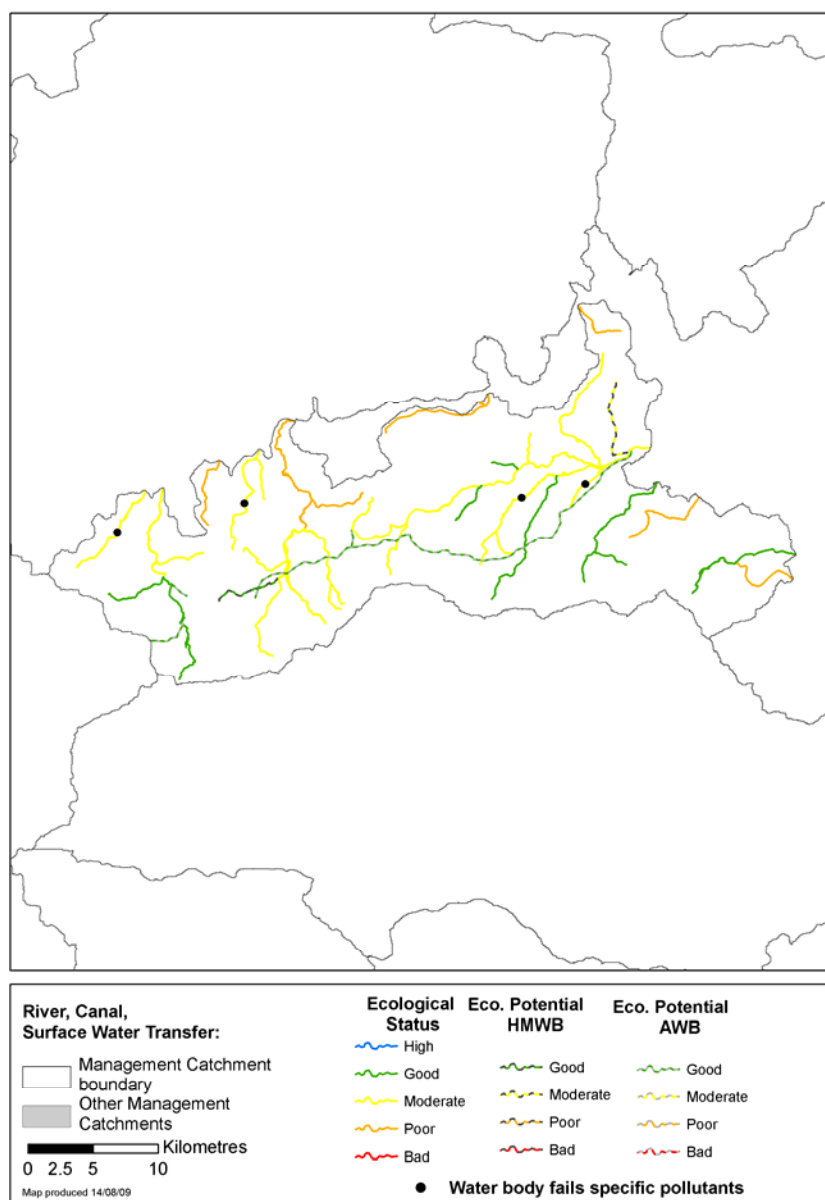 River, Canal,
Surface Water Transfer:
Management Catchment
boundary
Other Management
Catchments
Kilometres
0 2.5 5 10
Map produced 14/08/09
Ecological
Status
High
Good
Moderate
Poor
Bad
Eco. Potential
HMWB
Good
Moderate
Poor
Bad
Eco. Potential
AWB
Good
Moderate
Poor
Bad
Water body fails specific pollutants